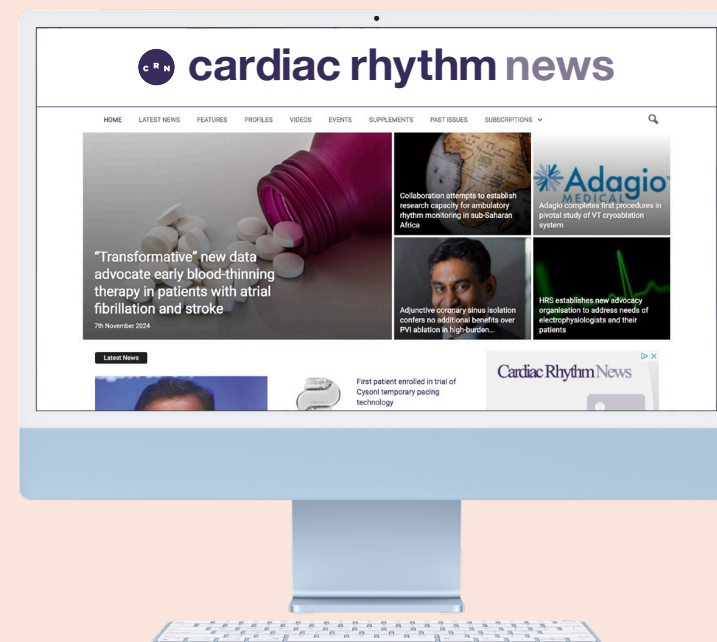 CRN cardiac rhythm news
HOME LATEST NEWS FEATURES PROFILES VIDEOS EVENTS SUPPLEMENTS PAST ISSUES SUBSCRIPTIONS
"Transformative" new data
advocate early blood-thinning
therapy in patients with atrial
fibrillation and stroke
7th November 2024
Collaboration attempts to establish
research capacity for ambulatory
rhythm monitoring in sub-Saharan
Africa
Adagio
MEDICAL
Adagio completes first procedures in
pivotal study of VT cryoablation
system
Adjunctive coronary sinus isolation
confers no additional benefits over
PVI ablation in high-burden...
HRS establishes new advocacy
organisation to address needs of
electrophysiologists and their
patients
Latest News
First patient enrolled in trial of
Cysoni temporary pacing
technology
Cardiac Rhythm News